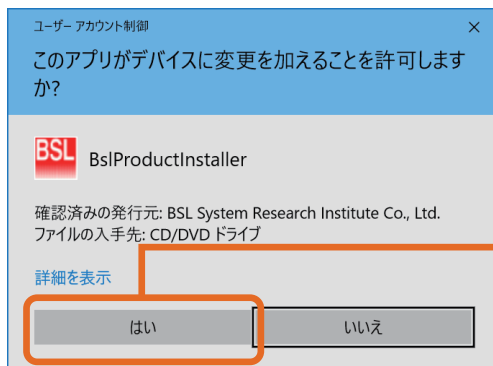 ユーザー アカウント制御
このアプリがデバイスに変更を加えることを許可します
か?
BSL
BslProductInstaller
確認済みの発行元: BSL System Research Institute Co., Ltd.
ファイルの入手先: CD/DVD ドライブ
詳細を表示
はい
いいえ